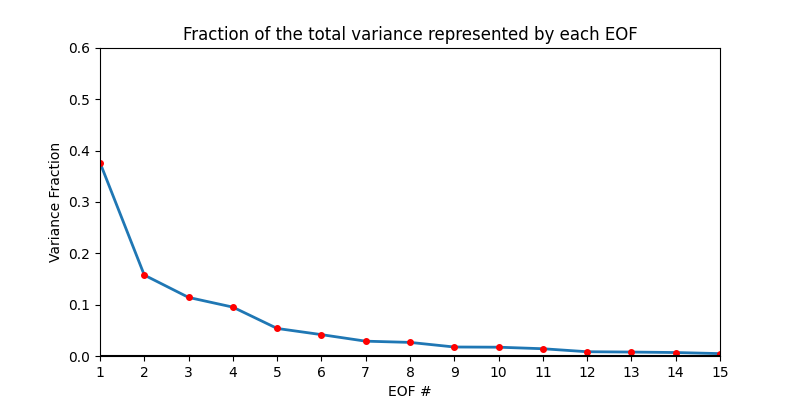 Fraction of the total variance represented by each EOF
0.6
0.5
0.4
0.3
0.2
0.1
0.0
Variance Fraction
1 2 3 4 5 6 7 8 9 10 11 12 13 14 15
EOF #